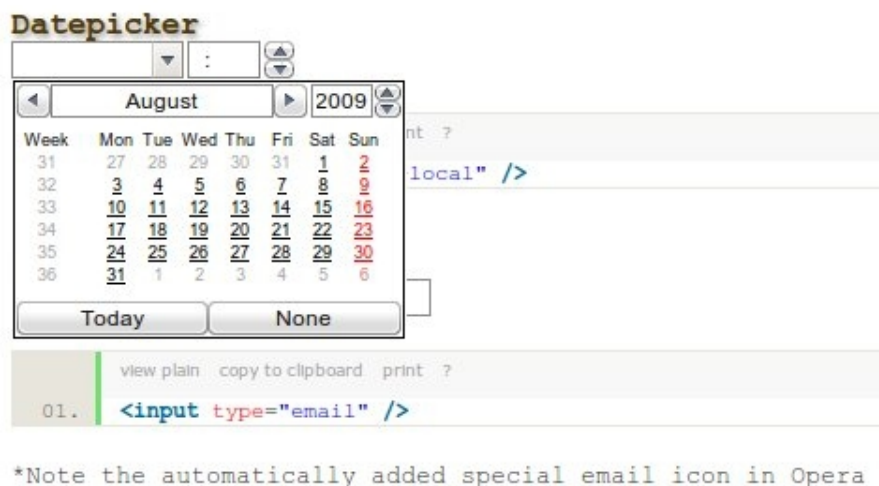 Datepicker
:
August 2009
Week Mon Tue Wed Thu Fri Sat Sun
31 27 28 29 30 31 1 2
32 3 4 5 6 7 8 9
33 10 11 12 13 14 15 16
34 17 18 19 20 21 22 23
35 24 25 26 27 28 29 30
36 31 1 2 3 4 5 6
Today None
nt ?
local" />
view plain copy to clipboard print ?
01. <input type="email" />
*Note the automatically added special email icon in Opera